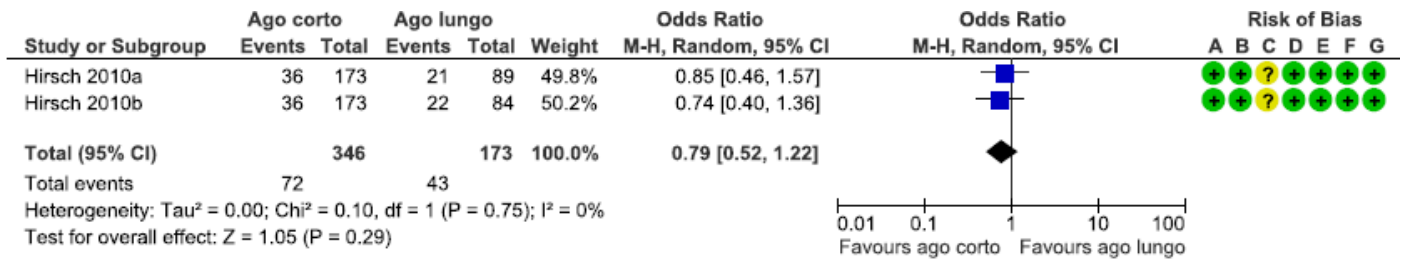 Ago corto Ago lungo Odds Ratio Odds Ratio Risk of Bias
Study or Subgroup Events Total Events Total Weight M-H, Random, 95% CI M-H, Random, 95% CI A B C D E F G
Hirsch 2010a 36 173 21 89 49.8% 0.85 [0.46, 1.57] + + ? + + + +
Hirsch 2010b 36 173 22 84 50.2% 0.74 [0.40, 1.36] + + ? + + + +
Total (95% CI) 346 173 100.0% 0.79 [0.52, 1.22]
Total events 72 43
Heterogeneity: Tau² = 0.00; Chi² = 0.10, df = 1 (P = 0.75); I² = 0%
Test for overall effect: Z = 1.05 (P = 0.29)
0.01 0.1 1 10 100
Favours ago corto Favours ago lungo